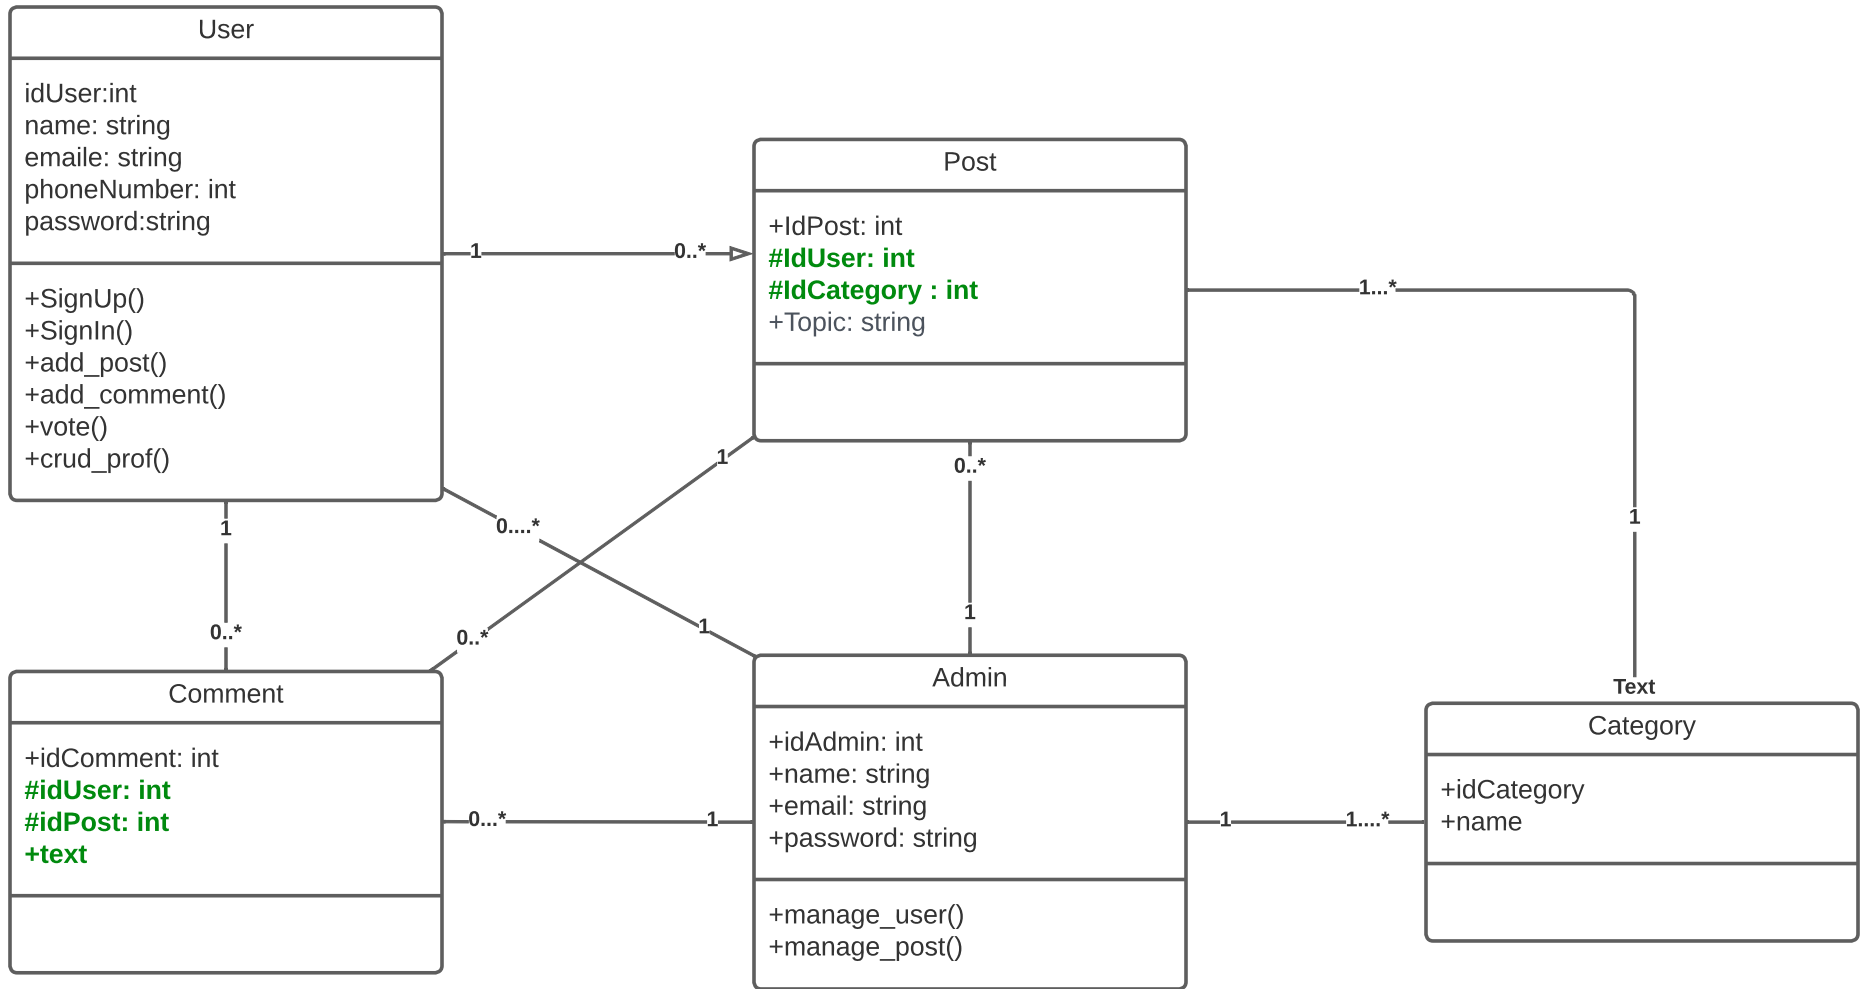 User
idUser:int
name: string
emaile: string
phoneNumber: int
password:string
+SignUp()
+SignIn()
+add_post()
+add_comment()
+vote()
+crud_prof()
1
0..*
Post
+IdPost: int
#IdUser: int
#IdCategory : int
+Topic: string
1...*
1
Text
1
0..*
0....*
1
1
0..*
0..*
1
Comment
+idComment: int
#idUser: int
#idPost: int
+text
0...*
1
Admin
+idAdmin: int
+name: string
+email: string
+password: string
+manage_user()
+manage_post()
1
1....*
Category
+idCategory
+name